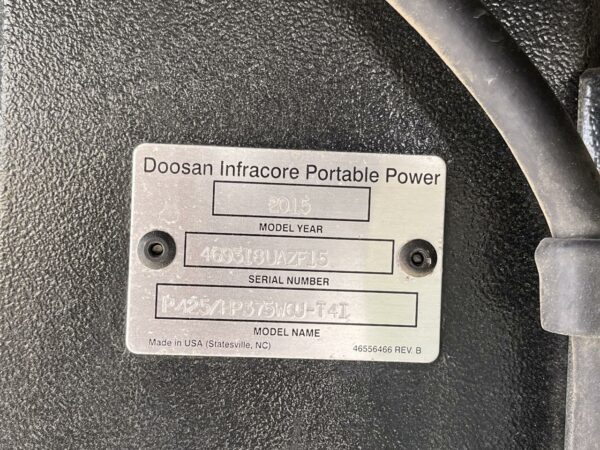 Doosan Infracore Portable Power
2015
MODEL YEAR
469318UAZF15
SERIAL NUMBER
P425/HP375WCU-T4I
MODEL NAME
Made in USA (Statesville, NC)
46556466 REV. B